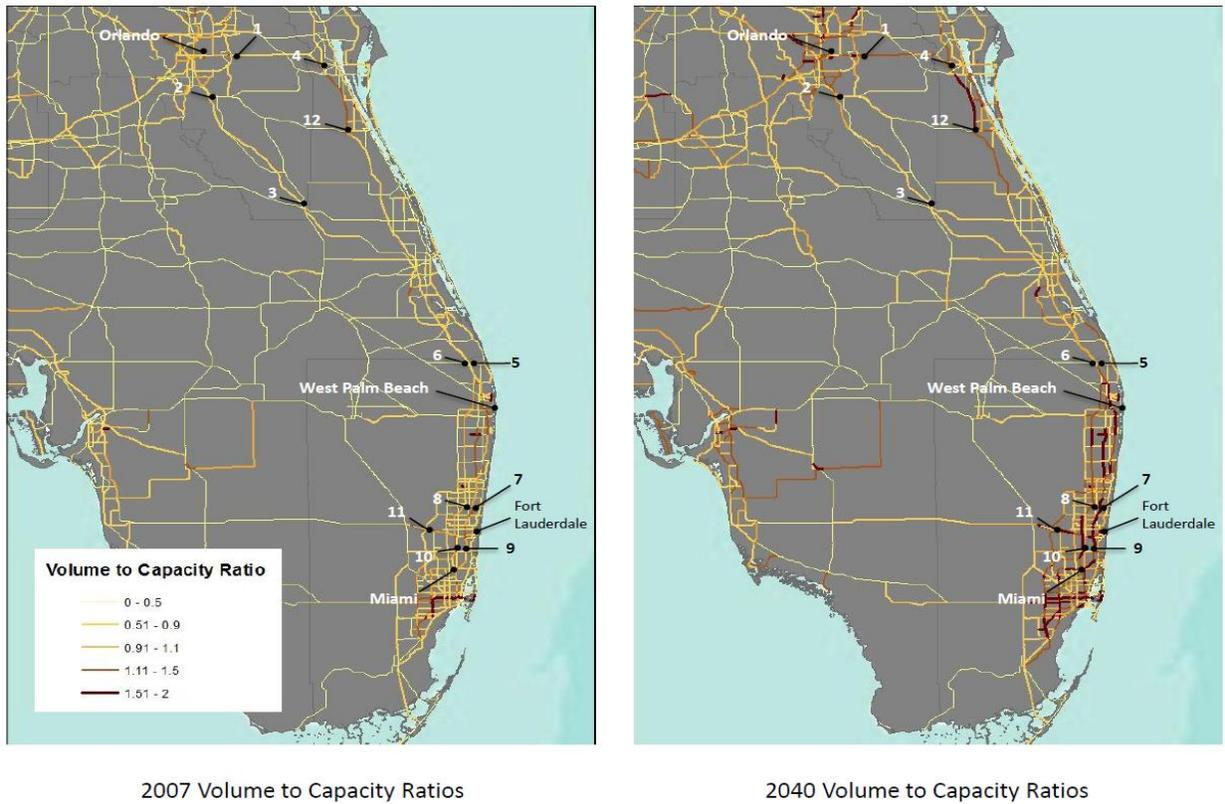 Orlando
1
4
2
12
3
6
5
West Palm Beach
7
8
Fort
Lauderdale
11
10
9
Miami
Volume to Capacity Ratio
0 - 0.5
0.51 - 0.9
0.91 - 1.1
1.11 - 1.5
1.51 - 2
2007 Volume to Capacity Ratios
Orlando
1
4
2
12
3
6
5
West Palm Beach
7
8
Fort
Lauderdale
11
10
9
Miami
2040 Volume to Capacity Ratios